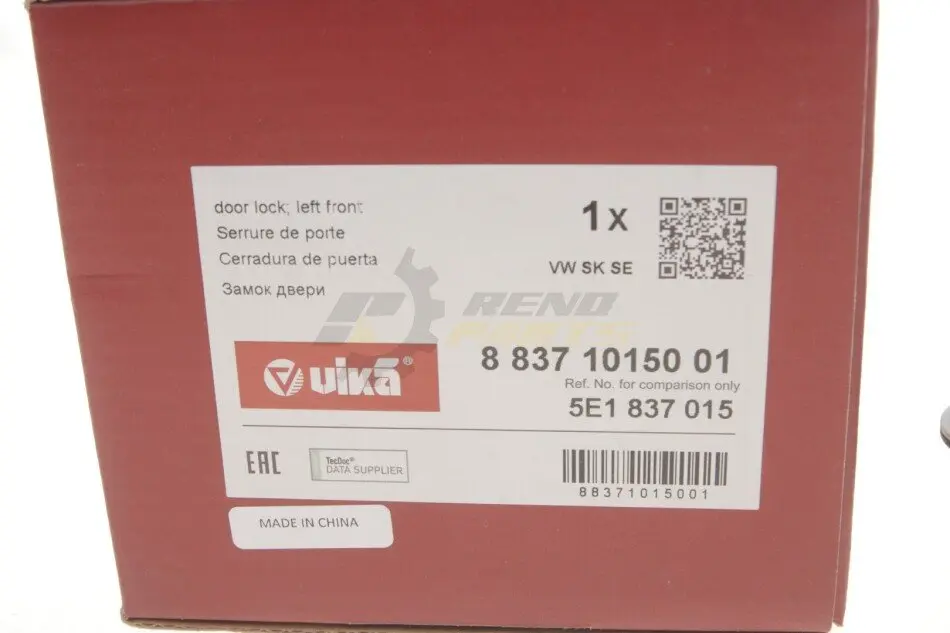 door lock; left front
Serrure de porte
Cerradura de puerta
Замок двери
1x
VW SK SE
RENO
PARTS
vika®
8 837 10150 01
Ref. No. for comparison only
5E1 837 015
EAC
TecDoc®
DATA SUPPLIER
88371015001
MADE IN CHINA